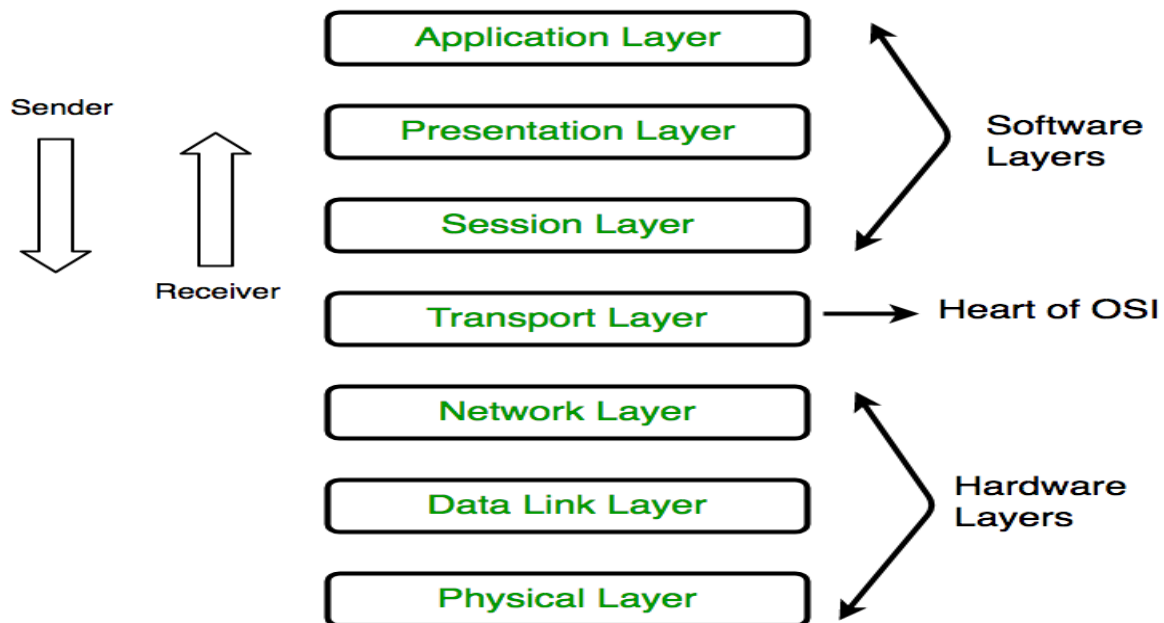 Application Layer
Sender
Presentation Layer
Software
Layers
Session Layer
Receiver
Transport Layer
Heart of OSI
Network Layer
Data Link Layer
Hardware
Layers
Physical Layer